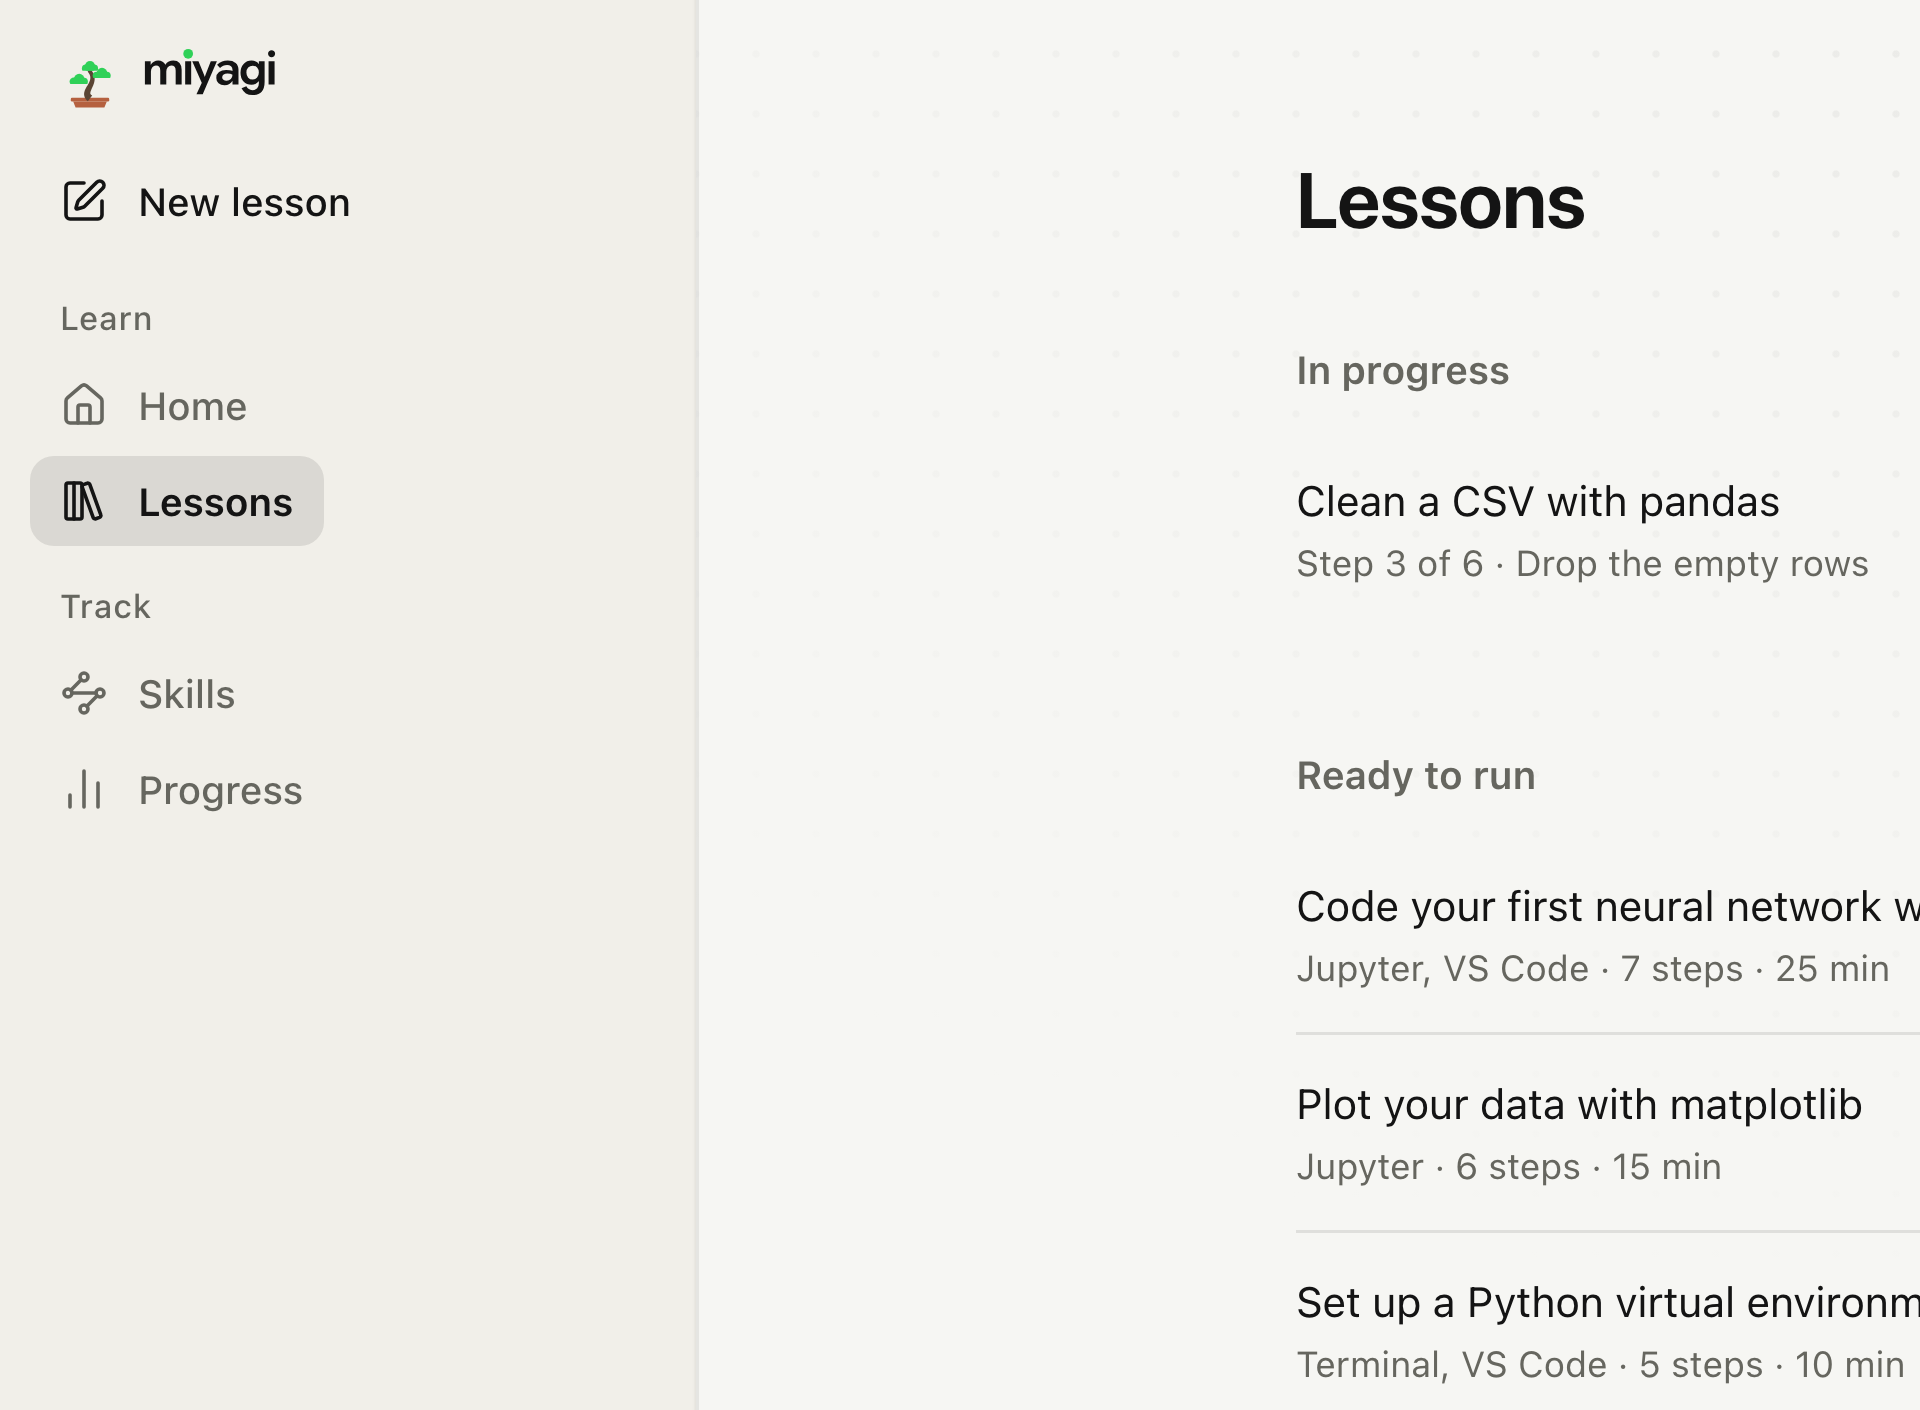 miyagi
New lesson
Learn
Home
Lessons
Track
Skills
Progress
Lessons
In progress
Clean a CSV with pandas
Step 3 of 6 · Drop the empty rows
Ready to run
Code your first neural network
Jupyter, VS Code · 7 steps · 25 min
Plot your data with matplotlib
Jupyter · 6 steps · 15 min
Set up a Python virtual
Terminal, VS Code · 5 steps · 10 min